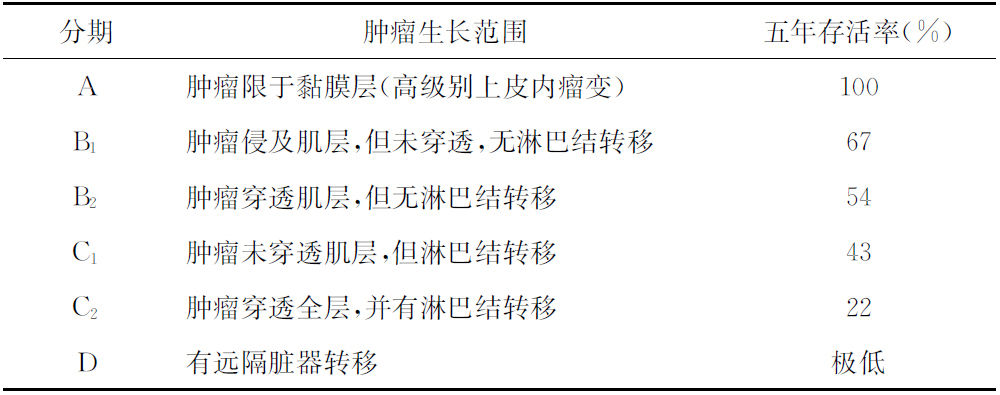 分期 肿瘤生长范围 五年存活率(%)
A 肿瘤限于黏膜层(高级别上皮内瘤变) 100
B₁ 肿瘤侵及肌层,但未穿透,无淋巴结转移 67
B₂ 肿瘤穿透肌层,但无淋巴结转移 54
C₁ 肿瘤未穿透肌层,但淋巴结转移 43
C₂ 肿瘤穿透全层,并有淋巴结转移 22
D 有远隔脏器转移 极低